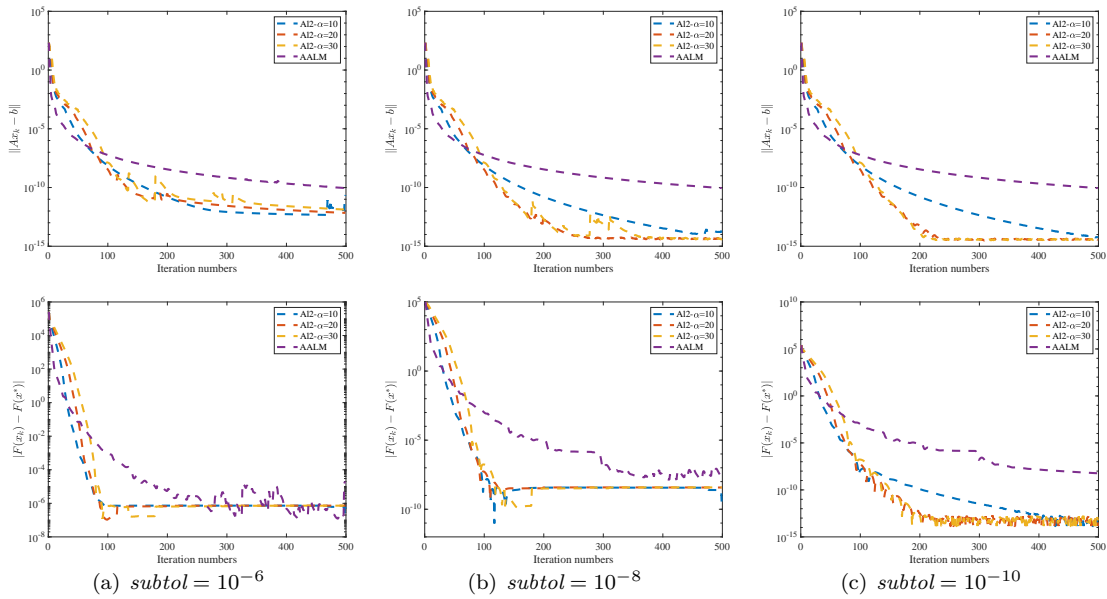 10^5
10^0
10^-5
10^-10
10^-15
||Ax_k − b||
0 100 200 300 400 500
Iteration numbers
Al2-α=10
Al2-α=20
Al2-α=30
AALM
10^5
10^0
10^-5
10^-10
10^-15
||Ax_k − b||
0 100 200 300 400 500
Iteration numbers
Al2-α=10
Al2-α=20
Al2-α=30
AALM
10^5
10^0
10^-5
10^-10
10^-15
||Ax_k − b||
0 100 200 300 400 500
Iteration numbers
Al2-α=10
Al2-α=20
Al2-α=30
AALM
10^6
10^4
10^2
10^0
10^-2
10^-4
10^-6
10^-8
|F(x_k) − F(x*)|
0 100 200 300 400 500
Iteration numbers
Al2-α=10
Al2-α=20
Al2-α=30
AALM
10^5
10^0
10^-5
10^-10
|F(x_k) − F(x*)|
0 100 200 300 400 500
Iteration numbers
Al2-α=10
Al2-α=20
Al2-α=30
AALM
10^10
10^5
10^0
10^-5
10^-10
10^-15
|F(x_k) − F(x*)|
0 100 200 300 400 500
Iteration numbers
Al2-α=10
Al2-α=20
Al2-α=30
AALM
(a) subtol = 10^-6
(b) subtol = 10^-8
(c) subtol = 10^-10